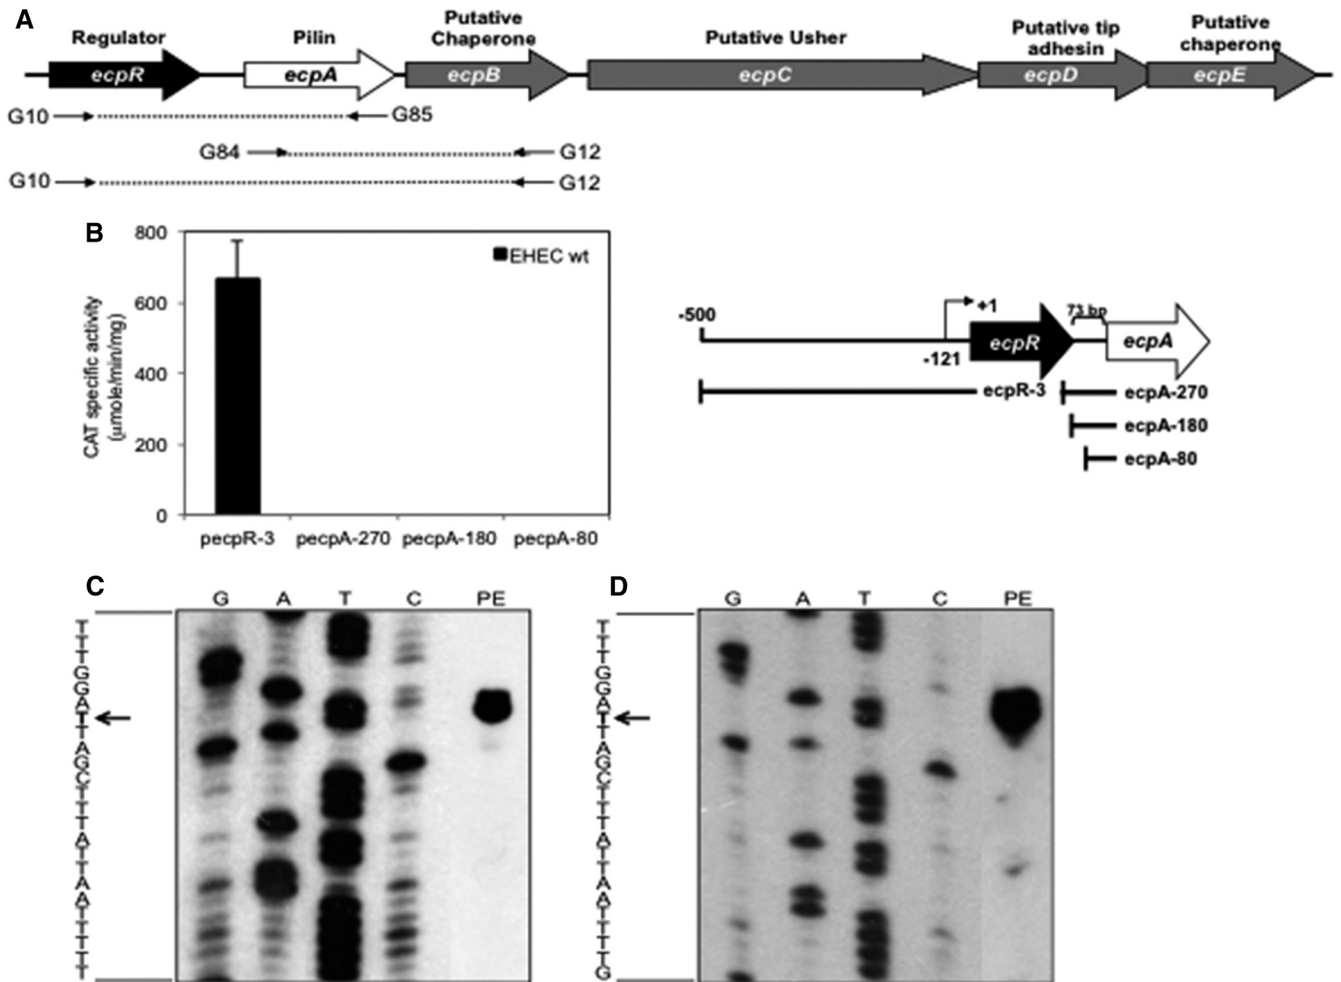 A
Regulator
Pilin
Putative
Chaperone
Putative Usher
Putative tip
adhesin
Putative
chaperone
ecpR
ecpA
ecpB
ecpC
ecpD
ecpE
G10
G85
G84
G12
G10
G12
B
800
600
400
200
0
CAT specific activity
(µmole/min/mg)
EHEC wt
pecpR-3
pecpA-270
pecpA-180
pecpA-80
-500
+1
-121
73 bp
ecpR
ecpA
ecpR-3
ecpA-270
ecpA-180
ecpA-80
C
G A T C PE
TTTGGATTAGCTTTATTAATTTTT
D
G A T C PE
TTTGGATTAGCTTTATTAATTTTG